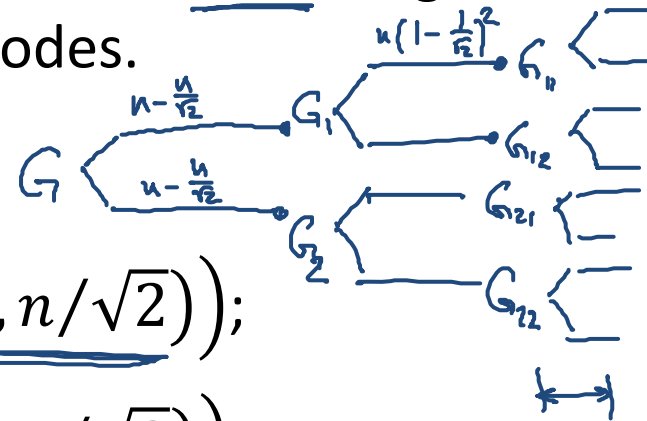 odes.
n(1 - 1/√2)²
n - n/√2
G₁
G₁₁
G
n - n/√2
G₁₂
G₂
G₂₁
G₂₂
, n/√2));